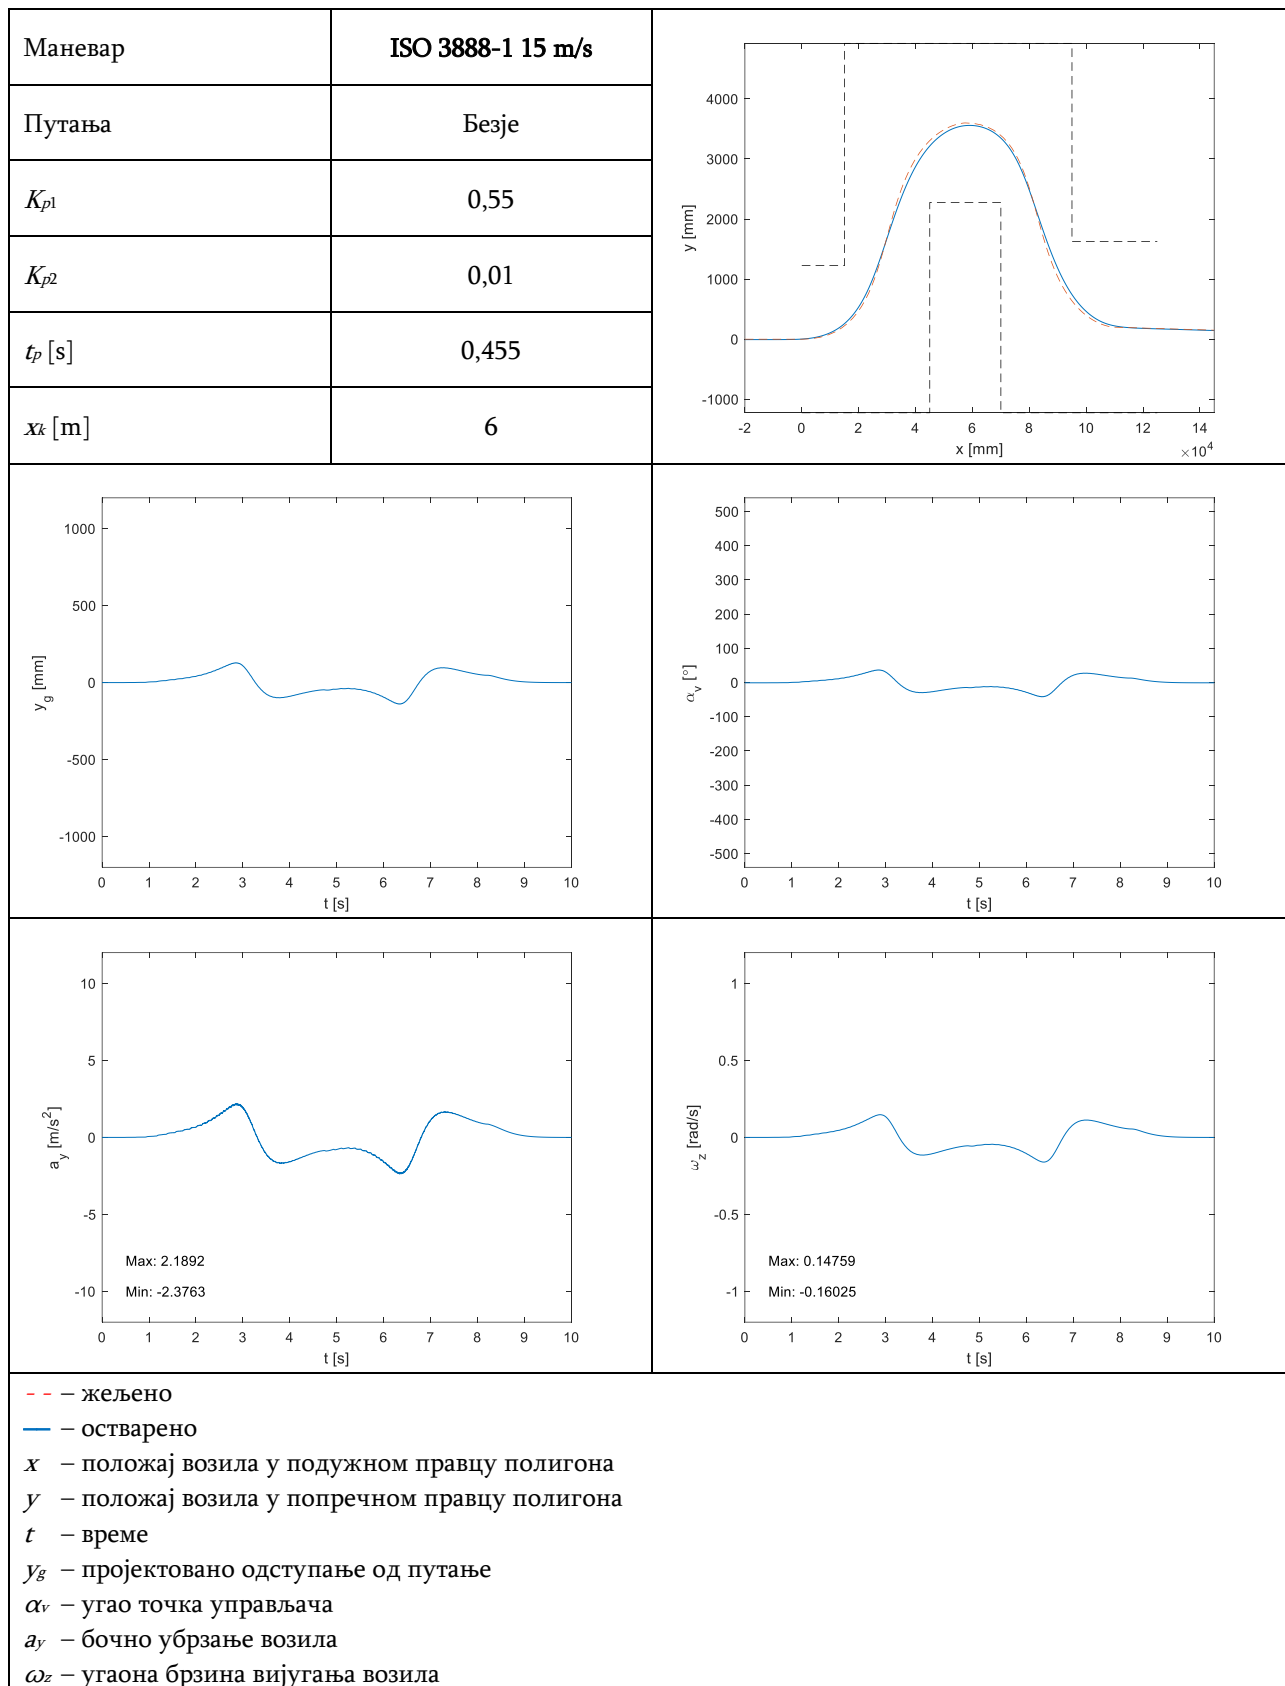 Маневар
ISO 3888-1 15 m/s
Путања
Безје
Kp1
0,55
Kp2
0,01
tp [s]
0,455
xk [m]
6
4000
3000
2000
1000
0
-1000
y [mm]
-2 0 2 4 6 8 10 12 14
x [mm]
×10⁴
1000
500
0
-500
-1000
y_g [mm]
0 1 2 3 4 5 6 7 8 9 10
t [s]
500
400
300
200
100
0
-100
-200
-300
-400
-500
α_v [°]
0 1 2 3 4 5 6 7 8 9 10
t [s]
10
5
0
-5
-10
a_y [m/s²]
Max: 2.1892
Min: -2.3763
0 1 2 3 4 5 6 7 8 9 10
t [s]
1
0.5
0
-0.5
-1
ω_z [rad/s]
Max: 0.14759
Min: -0.16025
0 1 2 3 4 5 6 7 8 9 10
t [s]
– жељено
– остварено
x – положај возила у подужном правцу полигона
y – положај возила у попречном правцу полигона
t – време
yg – пројектовано одступање од путање
αv – угао точка управљача
ay – бочно убрзање возила
ωz – угаона брзина вијугања возила